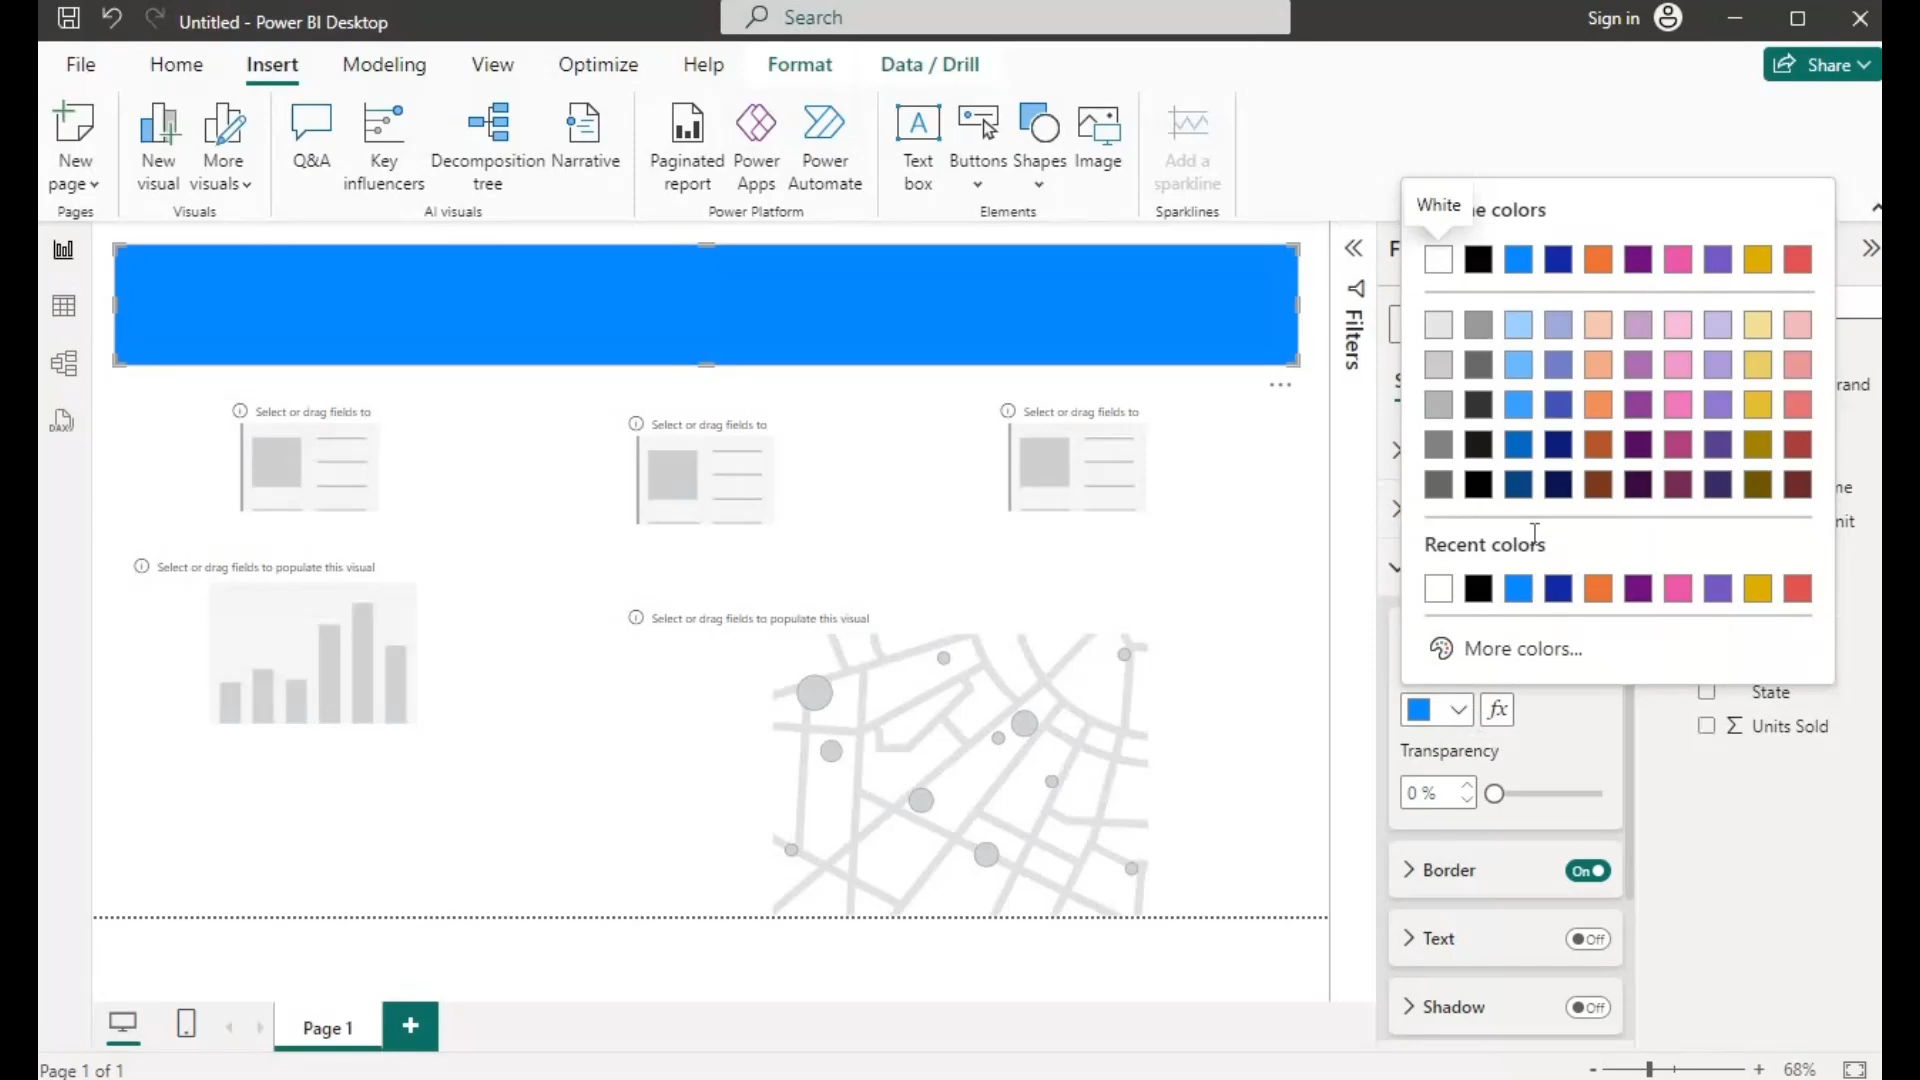 Untitled - Power BI Desktop
Search
Sign in
File Home Insert Modeling View Optimize Help Format Data / Drill
Share
New page
New visual
More visuals
Q&A
Key influencers
Decomposition tree
Narrative
Paginated report
Power Apps
Power Automate
Text box
Buttons
Shapes
Image
Add a sparkline
Pages
Visuals
AI visuals
Power Platform
Elements
Sparklines
White
e colors
F
Filters
Select or drag fields to
Select or drag fields to
Select or drag fields to
Select or drag fields to populate this visual
Select or drag fields to populate this visual
rand
me
nit
Recent colors
More colors...
fx
State
Σ Units Sold
Transparency
0 %
Border On
Text Off
Shadow Off
DAX
A
Page 1
+
Page 1 of 1
- + 68%